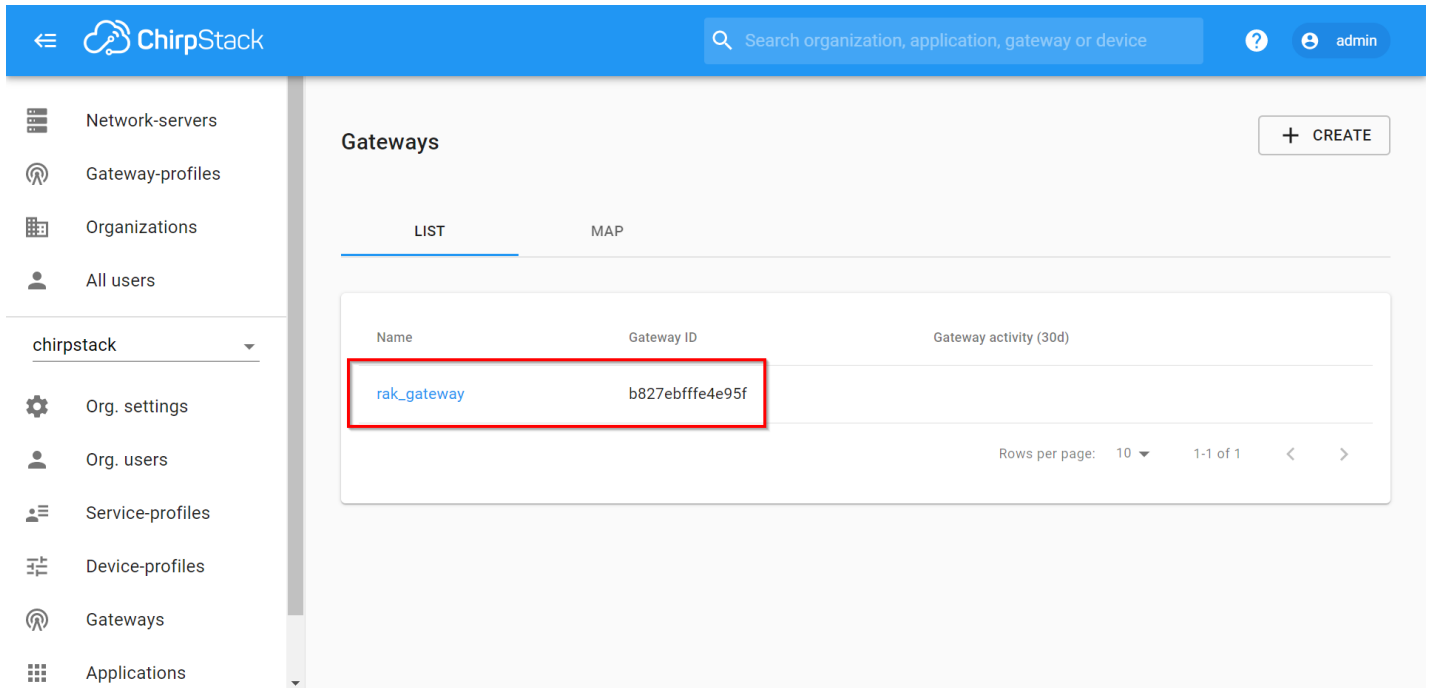 ChirpStack
Search organization, application, gateway or device
? admin
Network-servers
Gateway-profiles
Organizations
All users
chirpstack
Org. settings
Org. users
Service-profiles
Device-profiles
Gateways
Applications
Gateways
+ CREATE
LIST MAP
Name Gateway ID Gateway activity (30d)
rak_gateway b827ebfffe4e95f
Rows per page: 10 1-1 of 1